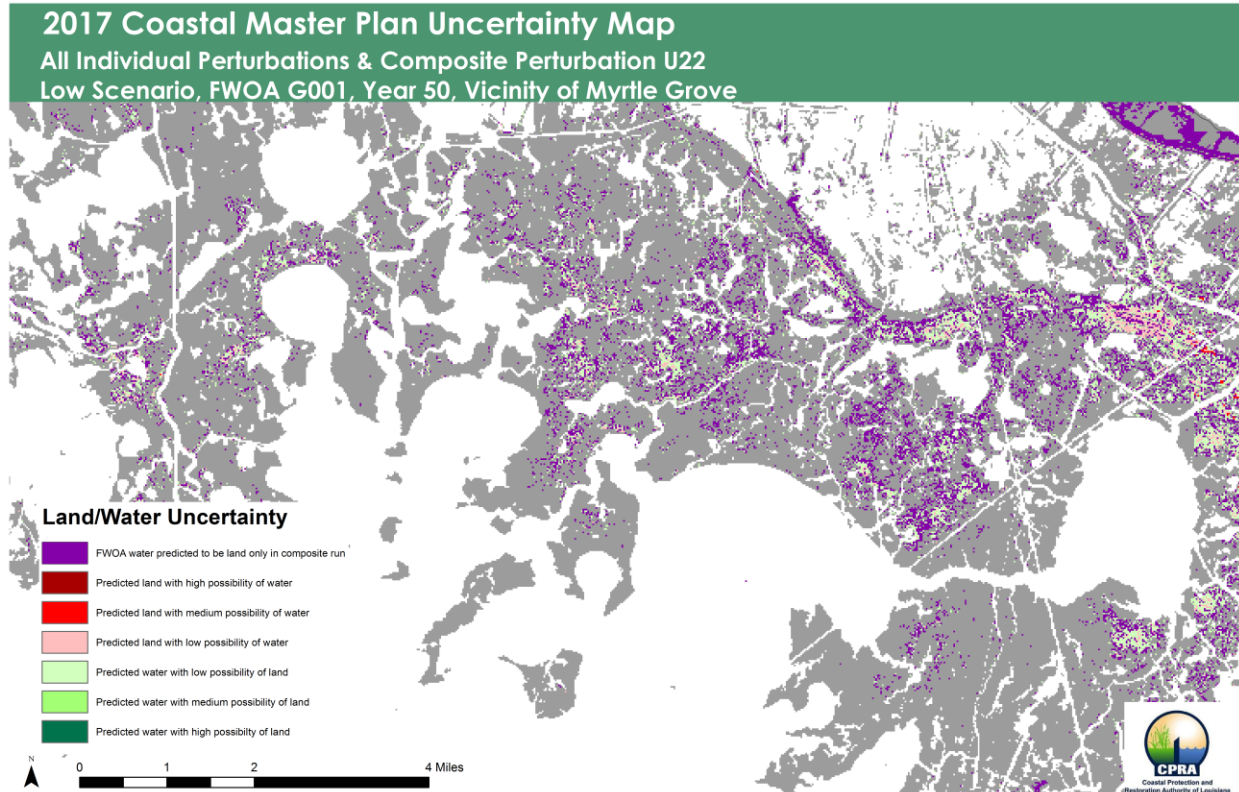 2017 Coastal Master Plan Uncertainty Map
All Individual Perturbations & Composite Perturbation U22
Low Scenario, FWOA G001, Year 50, Vicinity of Myrtle Grove
Land/Water Uncertainty
FWOA water predicted to be land only in composite run
Predicted land with high possibility of water
Predicted land with medium possibility of water
Predicted land with low possibility of water
Predicted water with low possibility of land
Predicted water with medium possibility of land
Predicted water with high possibilty of land
N
0 1 2 4 Miles
CPRA
Coastal Protection and
Restoration Authority of Louisiana